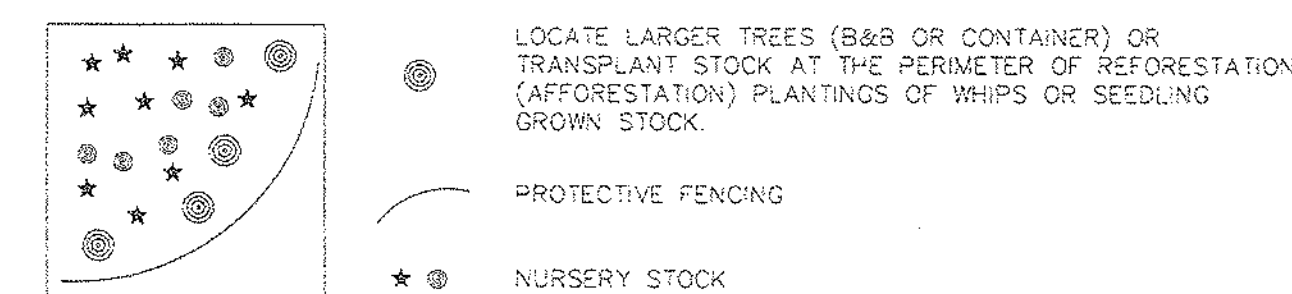 LOCATE LARGER TREES (B&B OR CONTAINER) OR
TRANSPLANT STOCK AT THE PERIMETER OF REFORESTATION
(AFFORESTATION) PLANTINGS OF WHIPS OR SEEDLING
GROWN STOCK.
PROTECTIVE FENCING
NURSERY STOCK